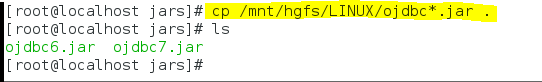 [root@localhost jars]# cp /mnt/hgfs/LINUX/ojdbc*.jar .
[root@localhost jars]# ls
ojdbc6.jar  ojdbc7.jar
[root@localhost jars]#